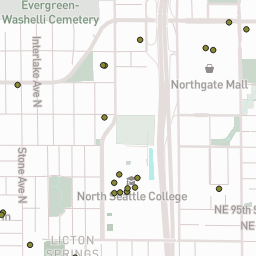 Evergreen-
Washelli Cemetery
Interlake Ave N
Northgate Mall
Stone Ave N
North Seattle College
NE 95th S
LICTON
SPRINGS